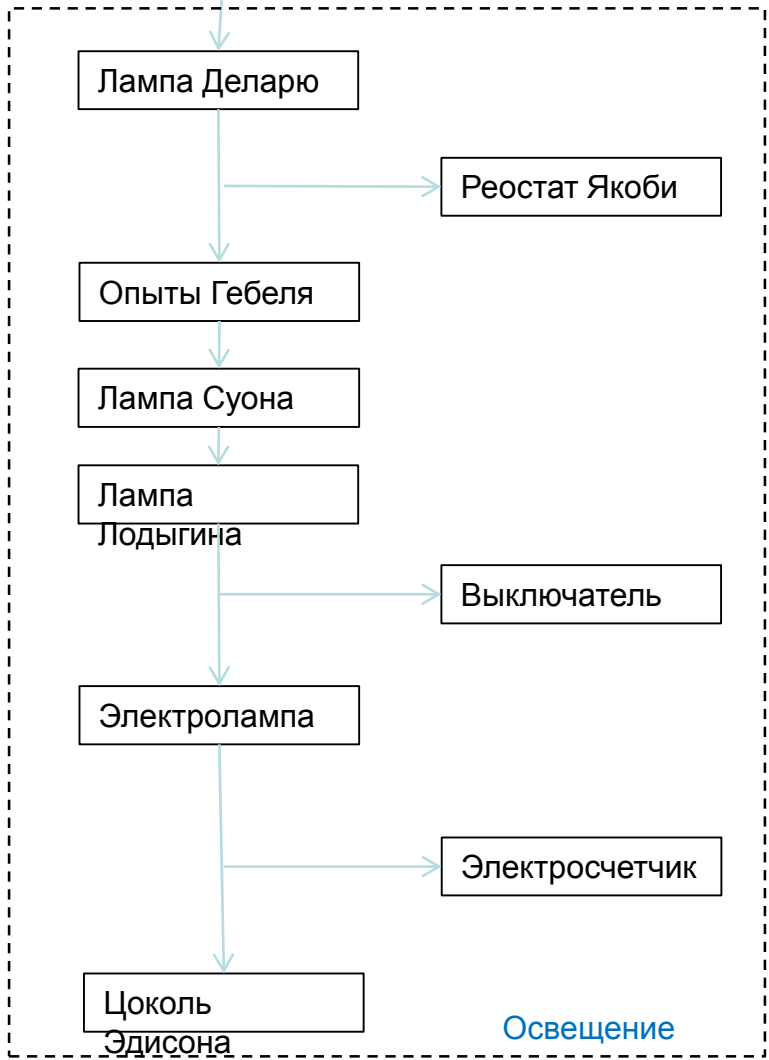 Лампа Деларю
Реостат Якоби
Опыты Гебеля
Лампа Суона
Лампа
Лодыгина
Выключатель
Электролампа
Электросчетчик
Цоколь
Эдисона
Освещение